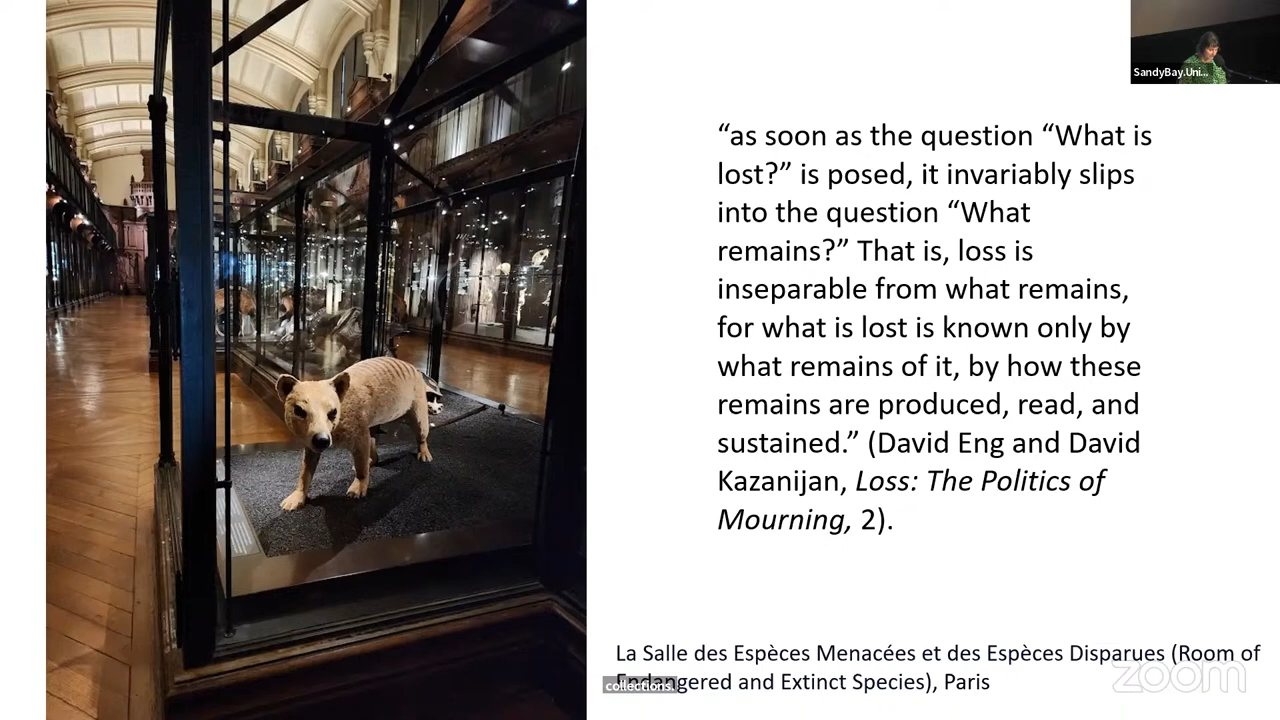 SandyBay.Uni...
“as soon as the question “What is
lost?” is posed, it invariably slips
into the question “What
remains?” That is, loss is
inseparable from what remains,
for what is lost is known only by
what remains of it, by how these
remains are produced, read, and
sustained.” (David Eng and David
Kazanijan, Loss: The Politics of
Mourning, 2).
La Salle des Espèces Menacées et des Espèces Disparues (Room of
Endangered and Extinct Species), Paris
collections.
zoom